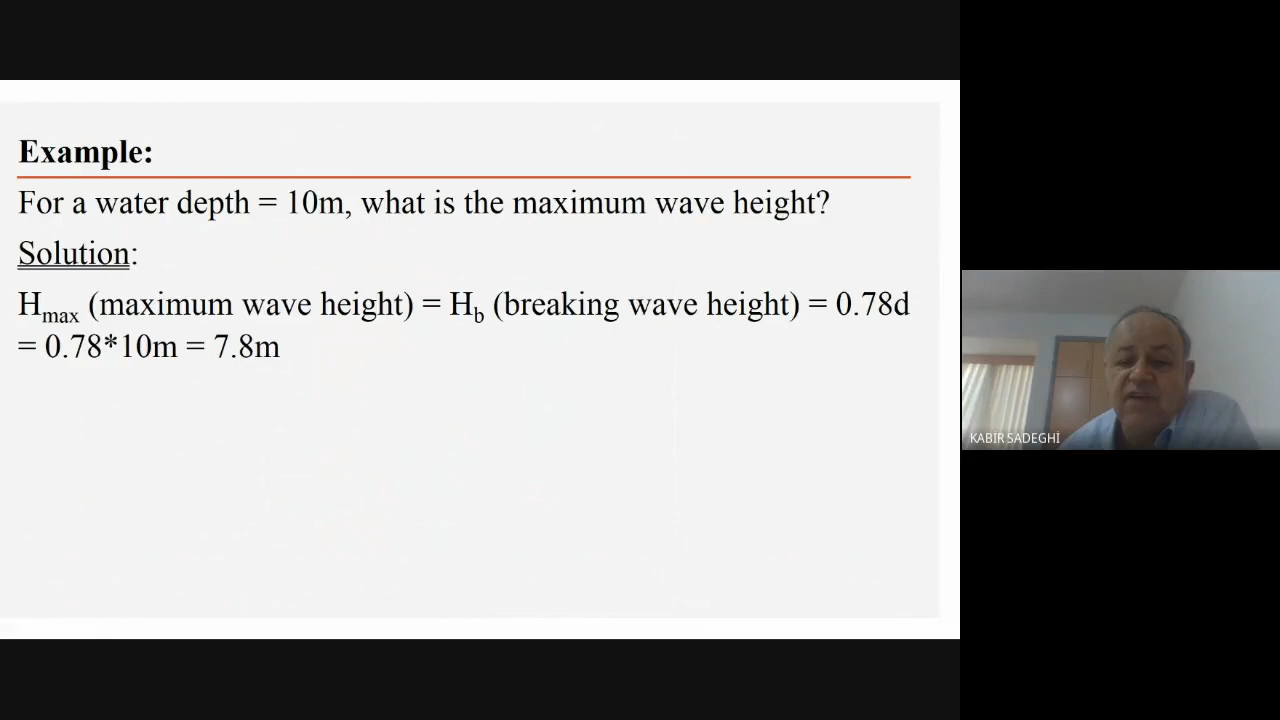 Example:
For a water depth = 10m, what is the maximum wave height?
Solution:
Hmax (maximum wave height) = Hb (breaking wave height) = 0.78d
= 0.78*10m = 7.8m
KABİR SADEGHİ